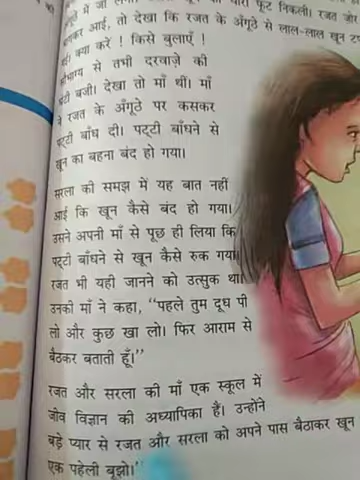 फूट निकली। रजत
आई, तो देखा कि रजत के अँगूठे से लाल-लाल खून
क्या करें ! किसे बुलाएँ !
से तभी दरवाज़े की
बजी। देखा तो माँ थीं। माँ
ने रजत के अँगूठे पर कसकर
पट्टी बाँध दी। पट्टी बाँधने से
खून का बहना बंद हो गया।
सरला की समझ में यह बात नहीं
आई कि खून कैसे बंद हो गया।
उसने अपनी माँ से पूछ ही लिया कि
पट्टी बाँधने से खून कैसे रुक गया।
रजत भी यही जानने को उत्सुक था।
उनकी माँ ने कहा, “पहले तुम दूध पी
लो और कुछ खा लो। फिर आराम से
बैठकर बताती हूँ।”
रजत और सरला की माँ एक स्कूल में
जीव विज्ञान की अध्यापिका हैं। उन्होंने
बड़े प्यार से रजत और सरला को अपने पास बैठाकर खून
एक पहेली बूझो।”